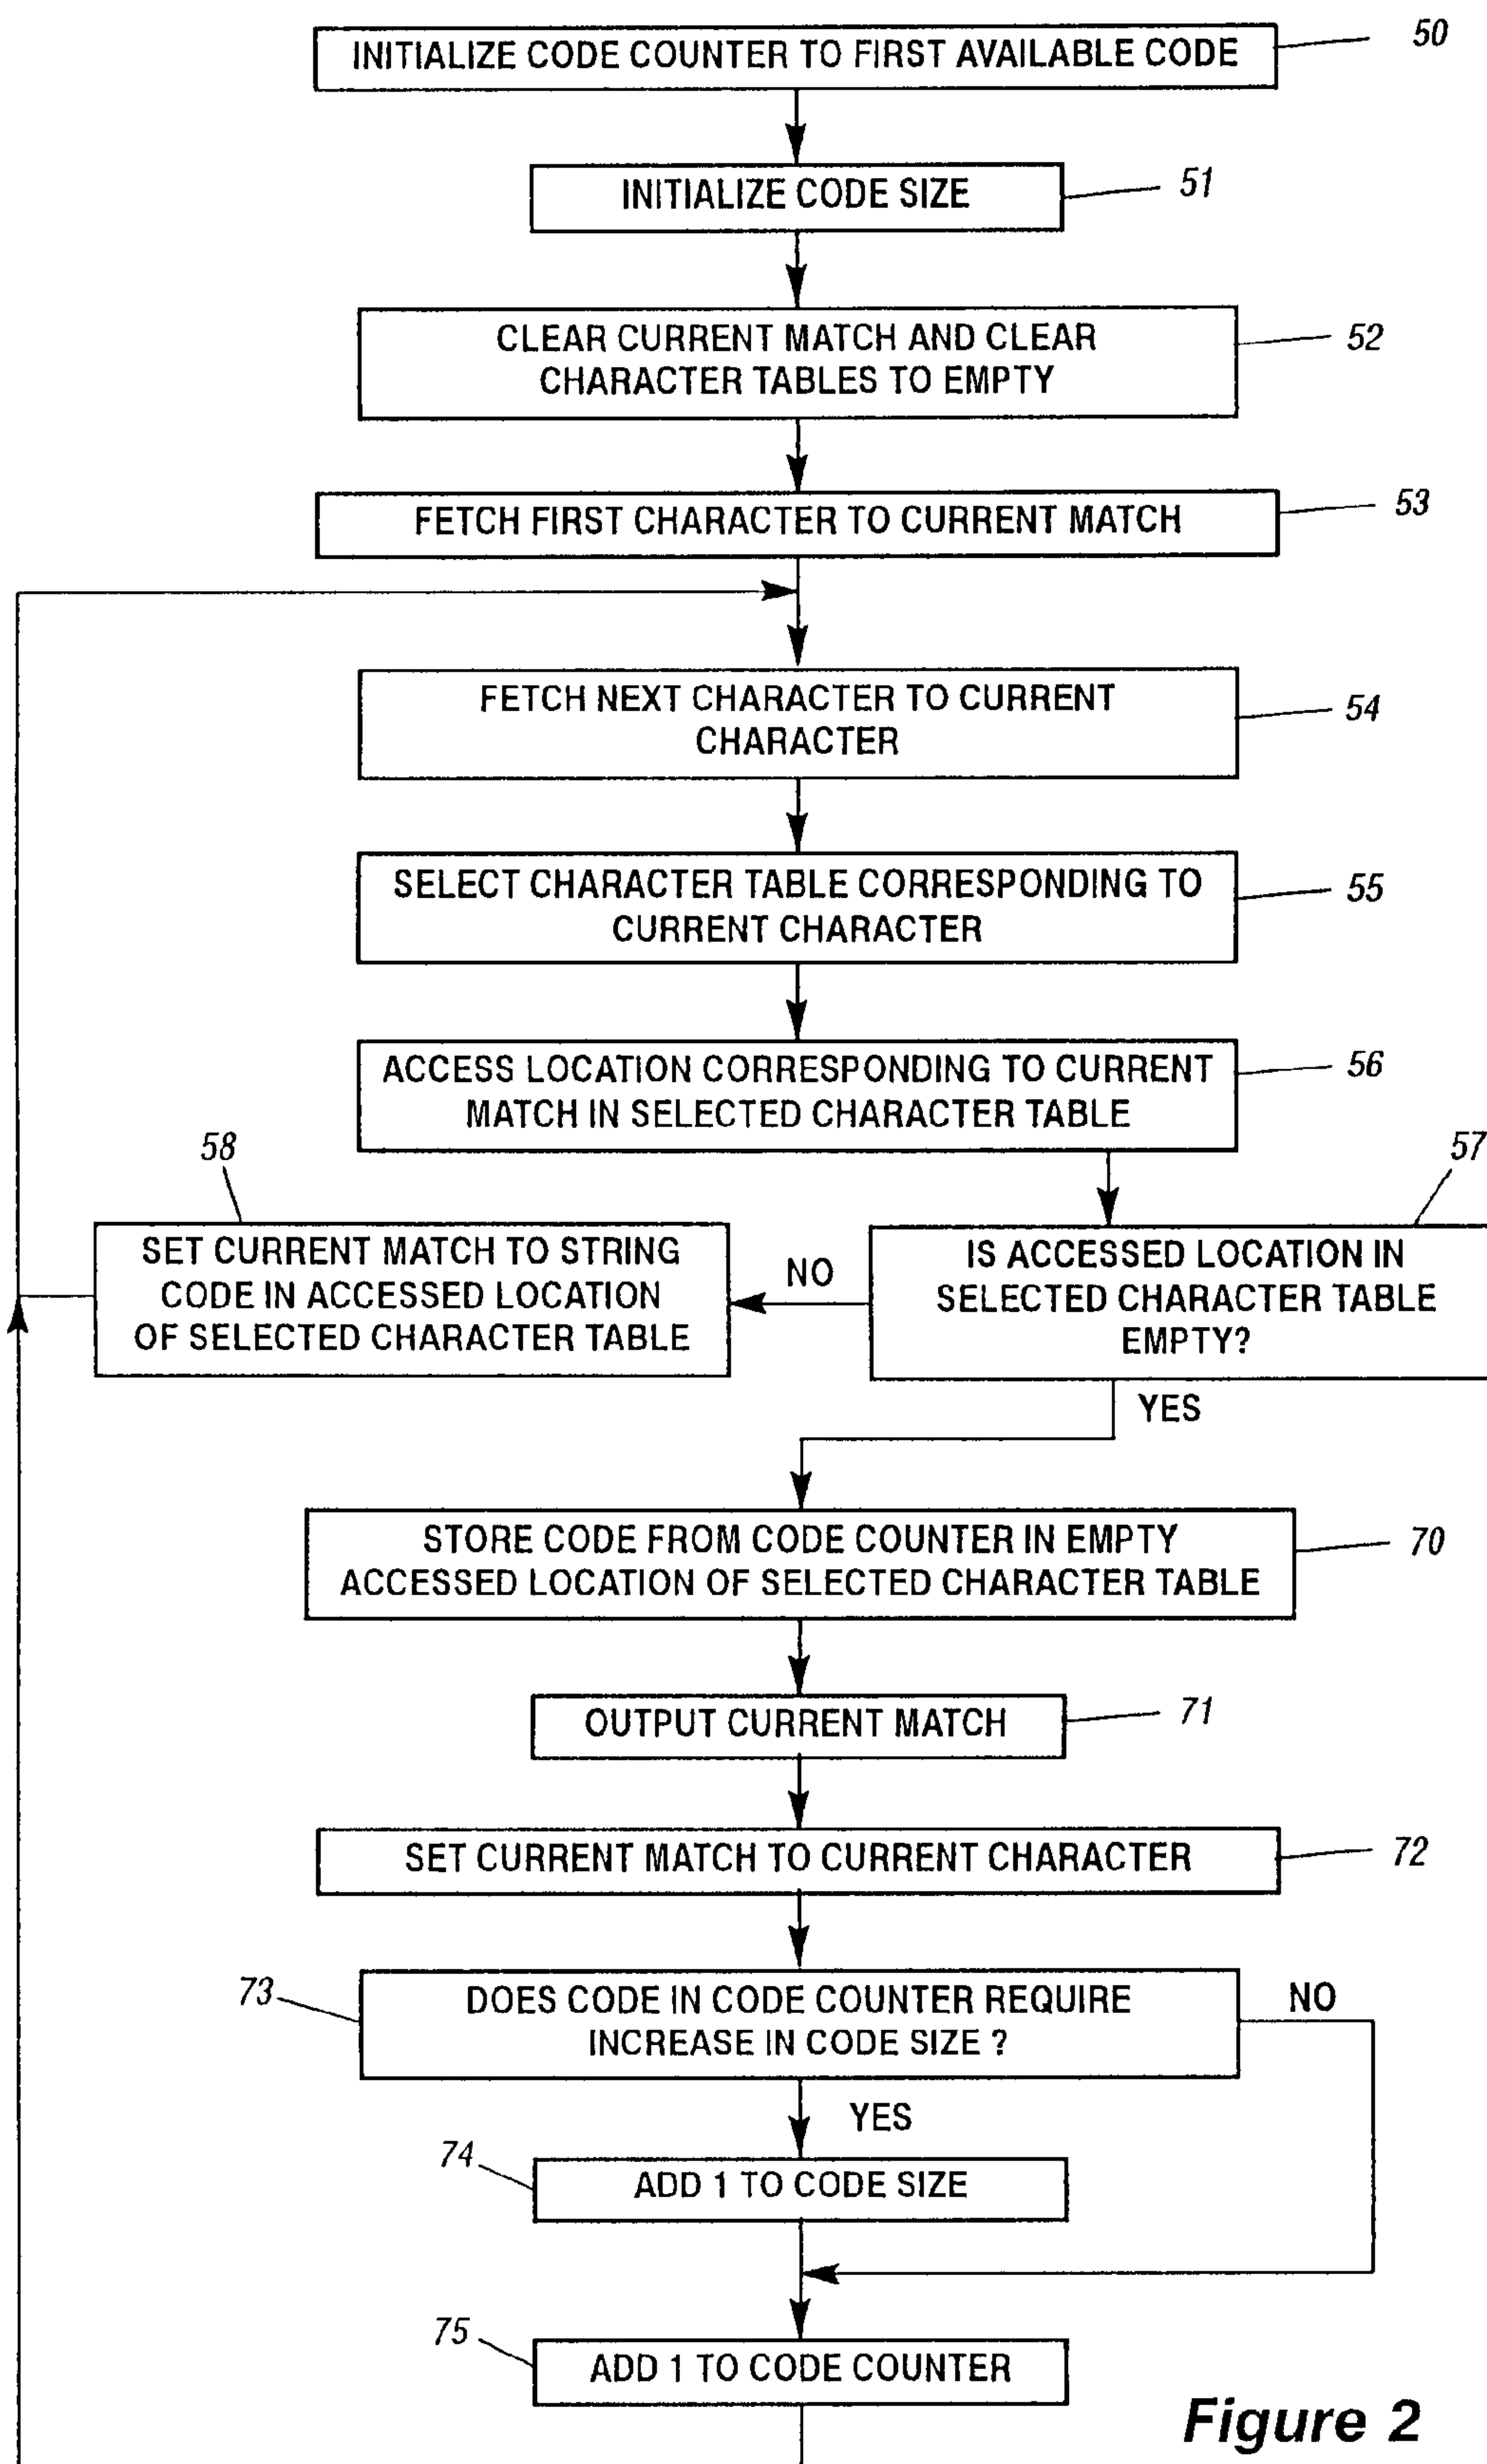 INITIALIZE CODE COUNTER TO FIRST AVAILABLE CODE
50
INITIALIZE CODE SIZE
51
CLEAR CURRENT MATCH AND CLEAR
CHARACTER TABLES TO EMPTY
52
FETCH FIRST CHARACTER TO CURRENT MATCH
53
FETCH NEXT CHARACTER TO CURRENT
CHARACTER
54
SELECT CHARACTER TABLE CORRESPONDING TO
CURRENT CHARACTER
55
ACCESS LOCATION CORRESPONDING TO CURRENT
MATCH IN SELECTED CHARACTER TABLE
56
58
57
SET CURRENT MATCH TO STRING
CODE IN ACCESSED LOCATION
OF SELECTED CHARACTER TABLE
NO
IS ACCESSED LOCATION IN
SELECTED CHARACTER TABLE
EMPTY?
YES
STORE CODE FROM CODE COUNTER IN EMPTY
ACCESSED LOCATION OF SELECTED CHARACTER TABLE
70
OUTPUT CURRENT MATCH
71
SET CURRENT MATCH TO CURRENT CHARACTER
72
73
DOES CODE IN CODE COUNTER REQUIRE
INCREASE IN CODE SIZE ?
NO
YES
74
ADD 1 TO CODE SIZE
75
ADD 1 TO CODE COUNTER
Figure 2